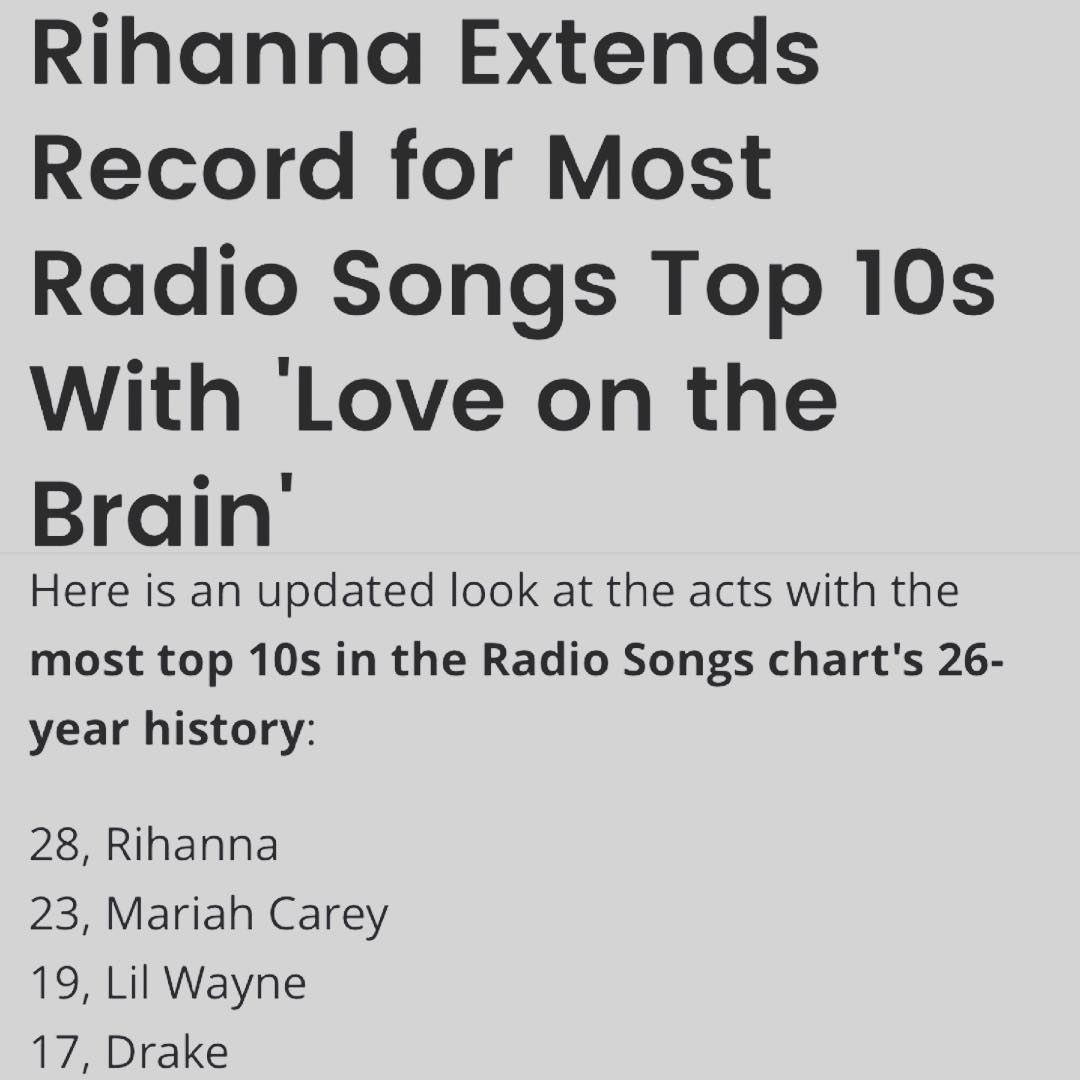 Rihanna Extends
Record for Most
Radio Songs Top 10s
With 'Love on the
Brain'
Here is an updated look at the acts with the
most top 10s in the Radio Songs chart's 26-
year history:
28, Rihanna
23, Mariah Carey
19, Lil Wayne
17, Drake